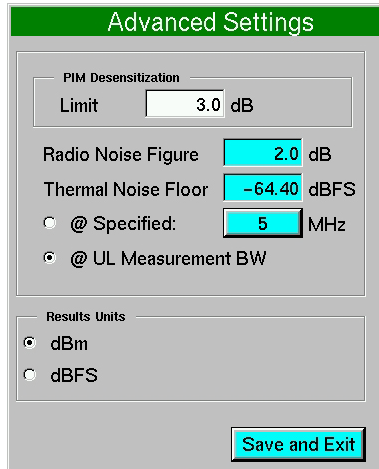 Advanced Settings
PIM Desensitization
Limit 3.0 dB
Radio Noise Figure 2.0 dB
Thermal Noise Floor -64.40 dBFS
@ Specified: 5 MHz
@ UL Measurement BW
Results Units
dBm
dBFS
Save and Exit